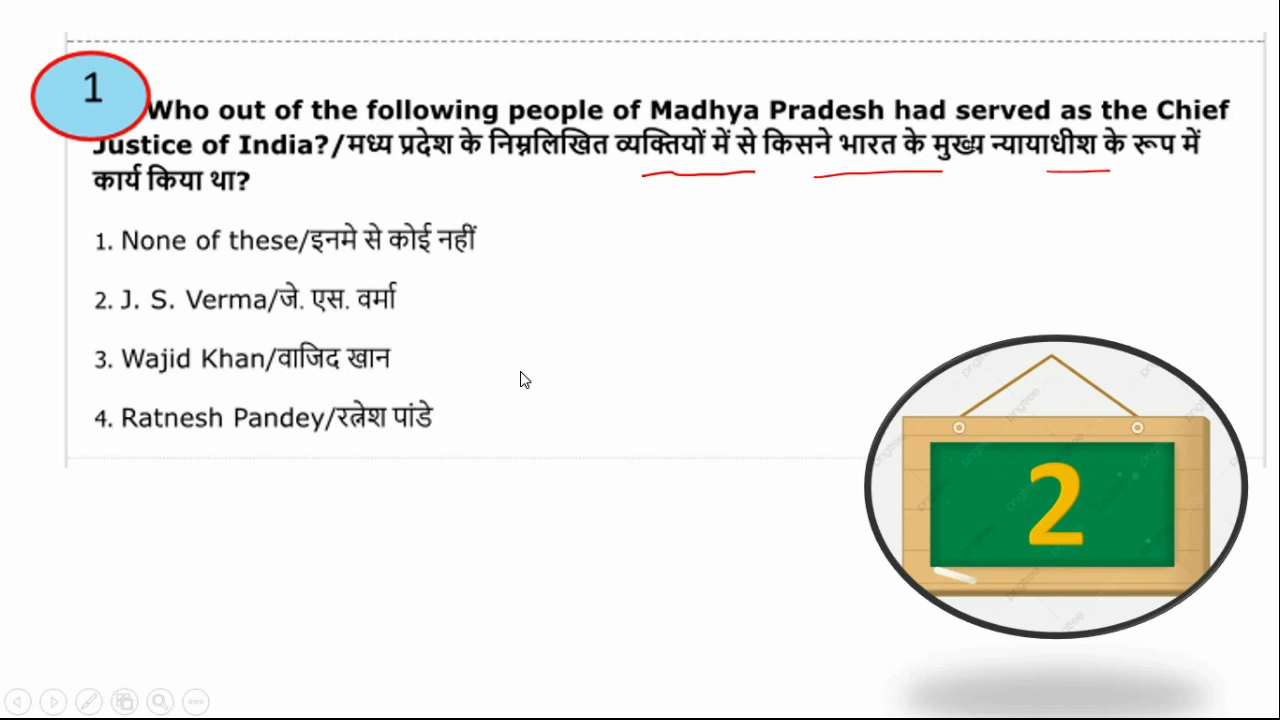 1
Who out of the following people of Madhya Pradesh had served as the Chief
Justice of India?/मध्य प्रदेश के निम्नलिखित व्यक्तियों में से किसने भारत के मुख्य न्यायाधीश के रूप में
कार्य किया था?
1. None of these/इनमे से कोई नहीं
2. J. S. Verma/जे. एस. वर्मा
3. Wajid Khan/वाजिद खान
4. Ratnesh Pandey/रत्नेश पांडे
2